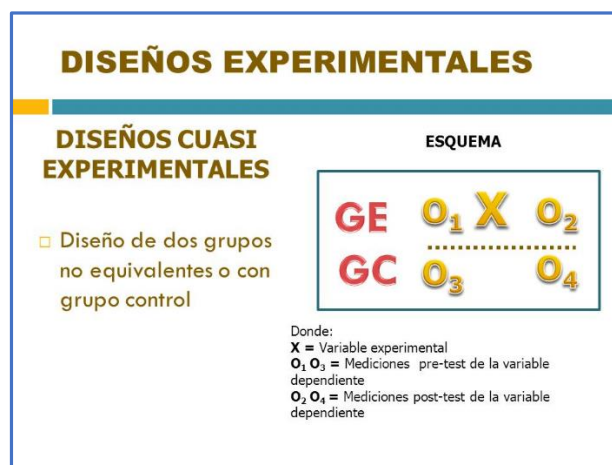 DISEÑOS EXPERIMENTALES
DISEÑOS CUASI
EXPERIMENTALES
Diseño de dos grupos
no equivalentes o con
grupo control
ESQUEMA
GE O₁ X O₂
GC O₃ O₄
Donde:
X = Variable experimental
O₁ O₃ = Mediciones pre-test de la variable
dependiente
O₂ O₄ = Mediciones post-test de la variable
dependiente